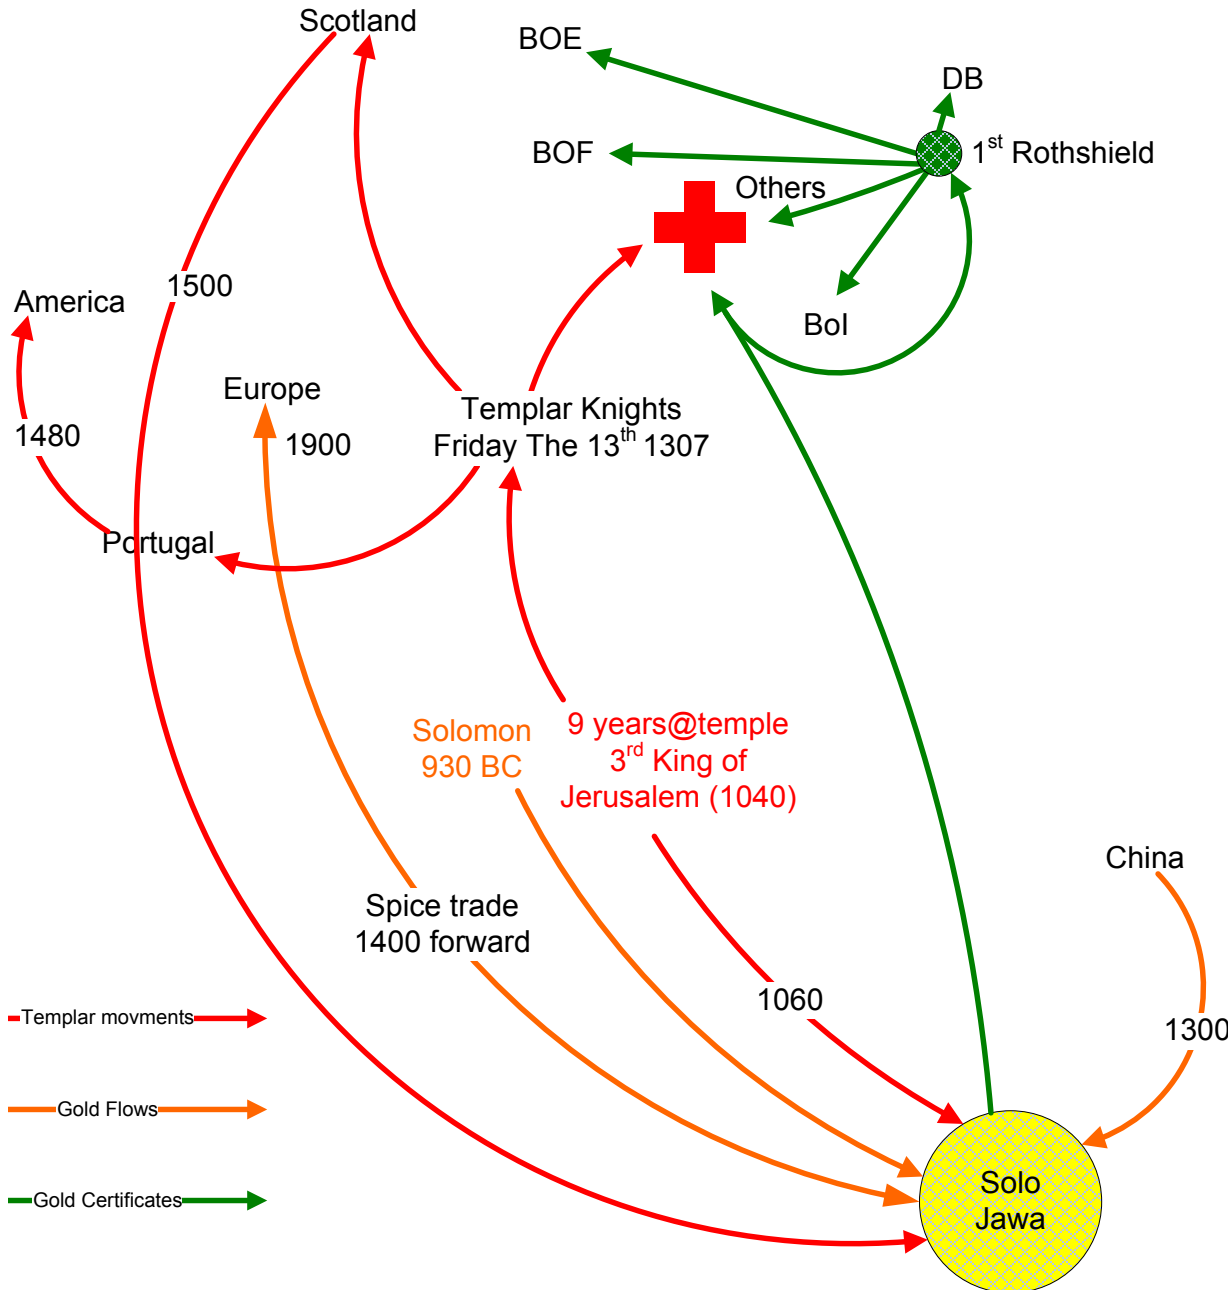 Scotland
BOE
DB
BOF
1st Rothshield
Others
1500
America
BoI
Europe
Templar Knights
Friday The 13th 1307
1480
1900
Portugal
Solomon
930 BC
9 years@temple
3rd King of
Jerusalem (1040)
China
Spice trade
1400 forward
1060
1300
Templar movments
Gold Flows
Gold Certificates
Solo
Jawa